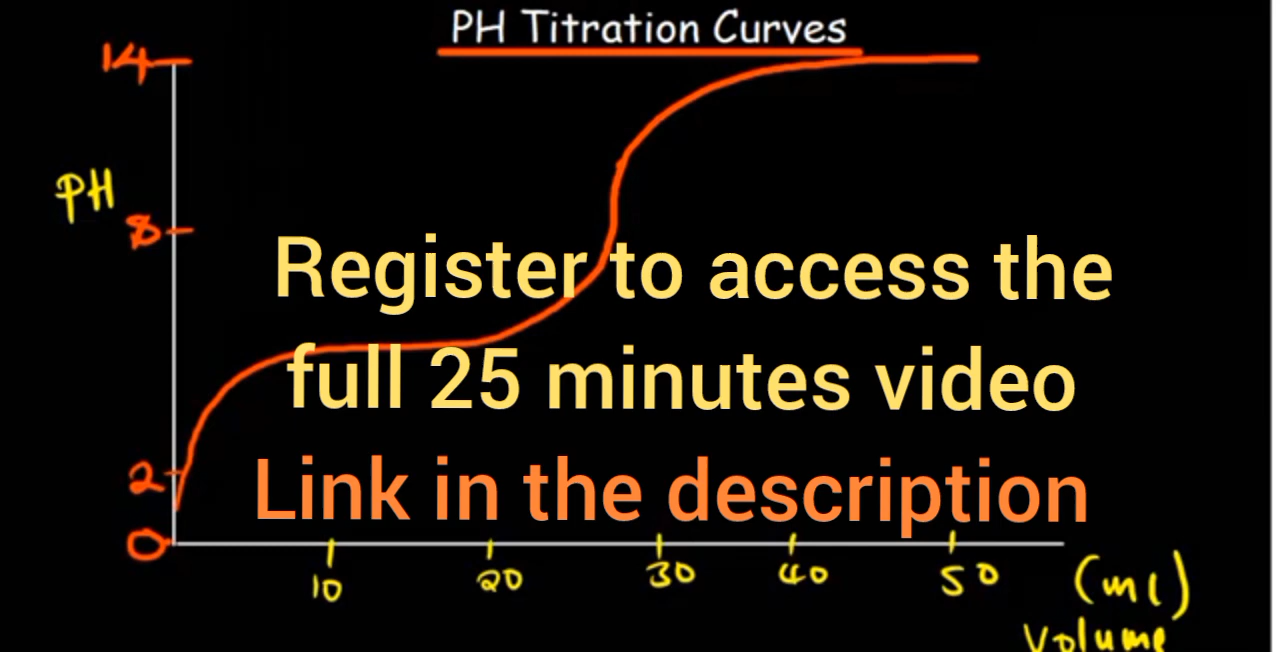 PH Titration Curves
14
PH
8
Register to access the
full 25 minutes video
2
Link in the description
0
10 20 30 40 50 (ml)
Volume